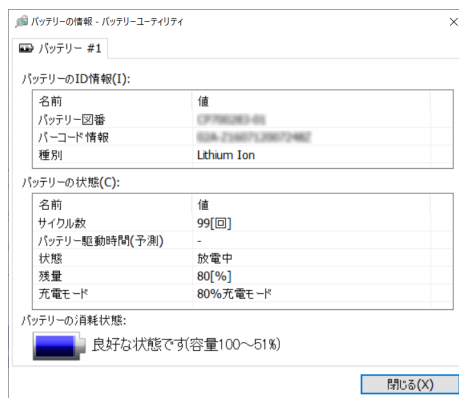 バッテリーの情報 - バッテリーユーティリティ
バッテリー #1
バッテリーのID情報(I):
名前 値
バッテリー図番
バーコード情報
種別 Lithium Ion
バッテリーの状態(C):
名前 値
サイクル数 99[回]
バッテリー駆動時間(予測) -
状態 放電中
残量 80[%]
充電モード 80%充電モード
バッテリーの消耗状態:
良好な状態です(容量100～51%)
閉じる(X)